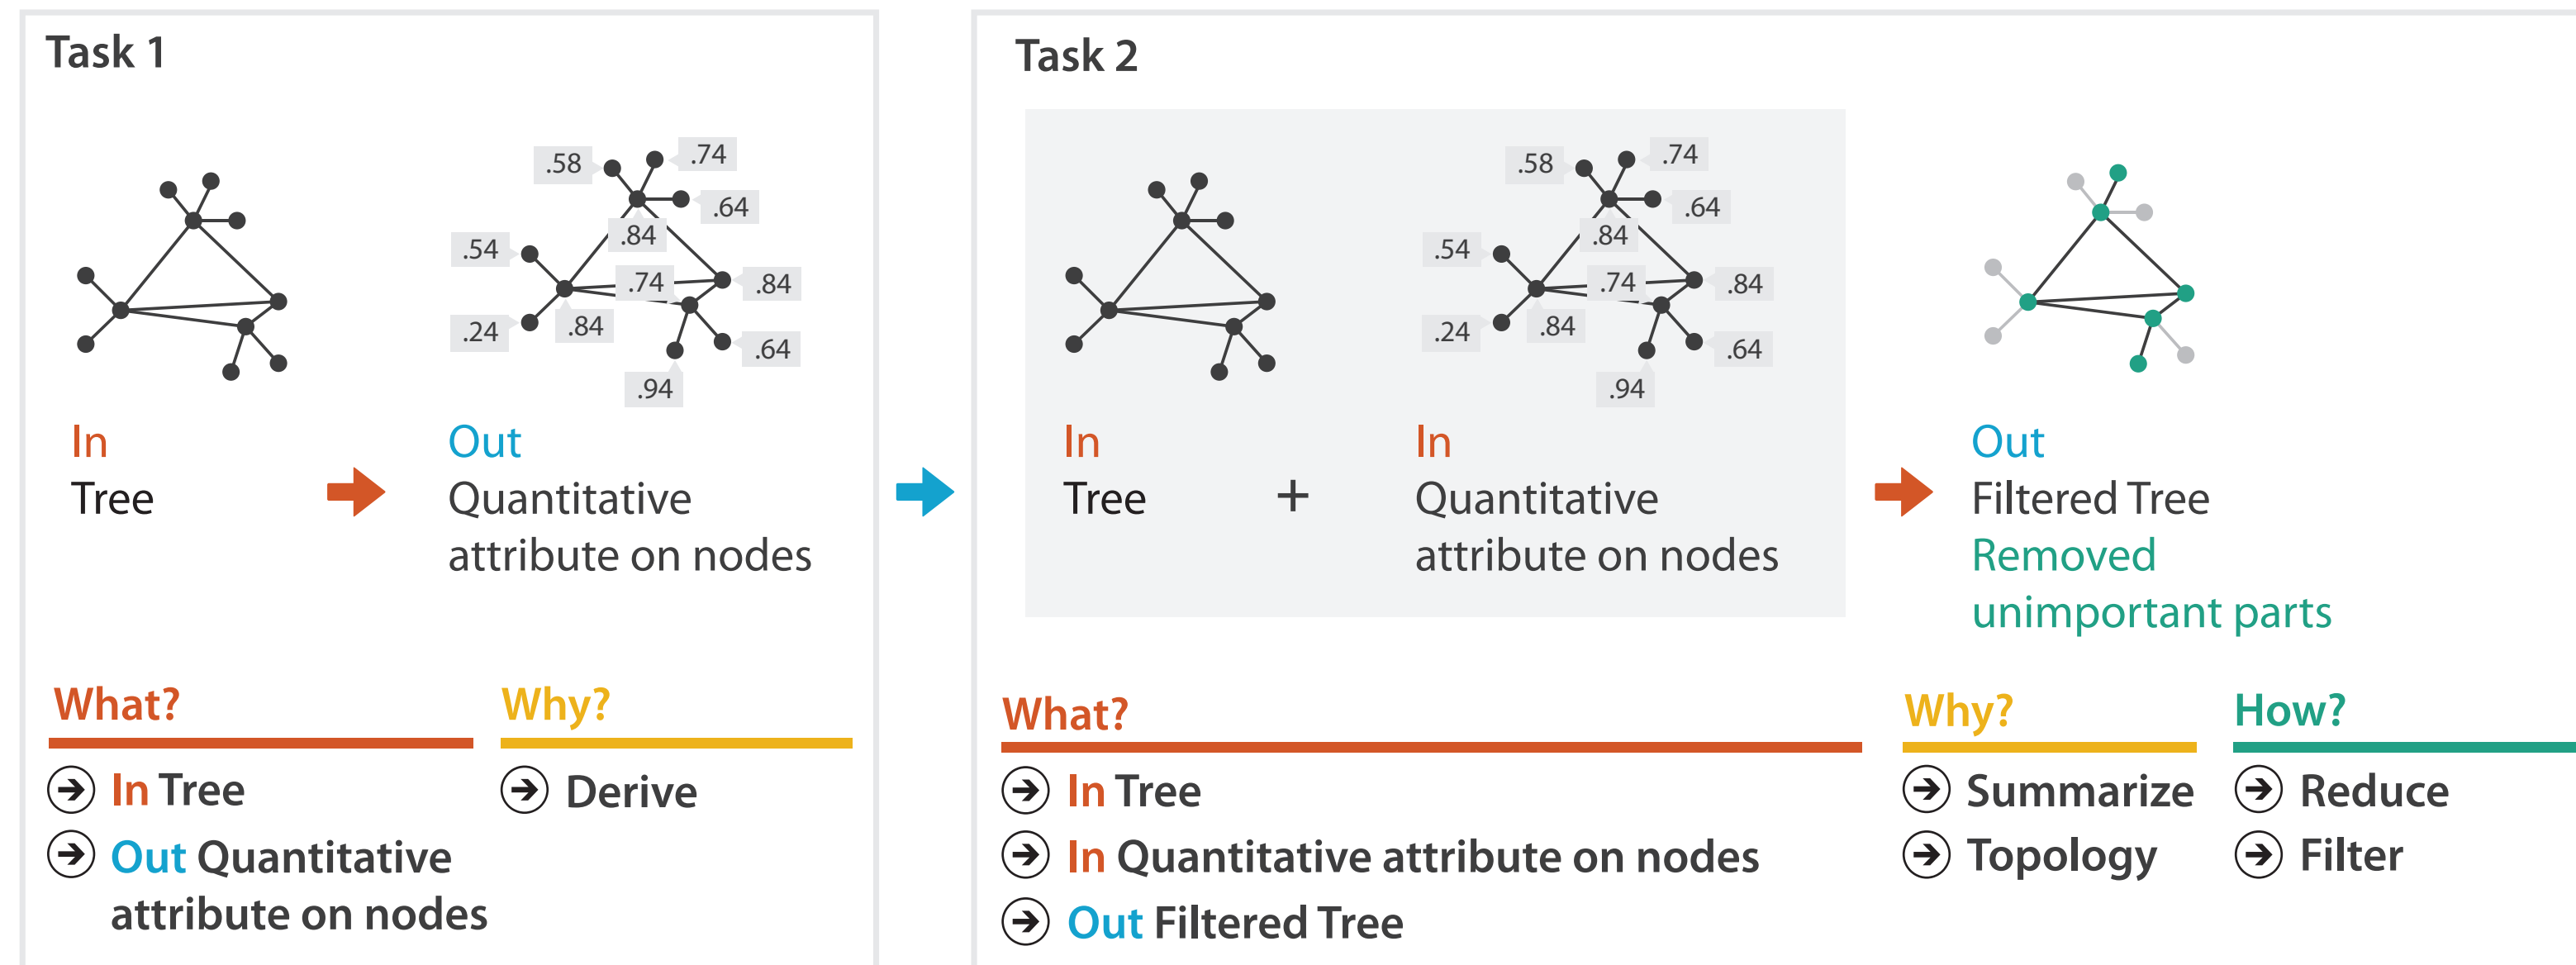 Task 1
.58
.74
.64
.84
.54
.74
.84
.24
.84
.64
.94
In
Tree
Out
Quantitative
attribute on nodes
What?
In Tree
Out Quantitative
attribute on nodes
Why?
Derive
Task 2
.58
.74
.64
.84
.54
.74
.84
.24
.84
.64
.94
In
Tree
+
In
Quantitative
attribute on nodes
Out
Filtered Tree
Removed
unimportant parts
What?
In Tree
In Quantitative attribute on nodes
Out Filtered Tree
Why?
Summarize
Topology
How?
Reduce
Filter